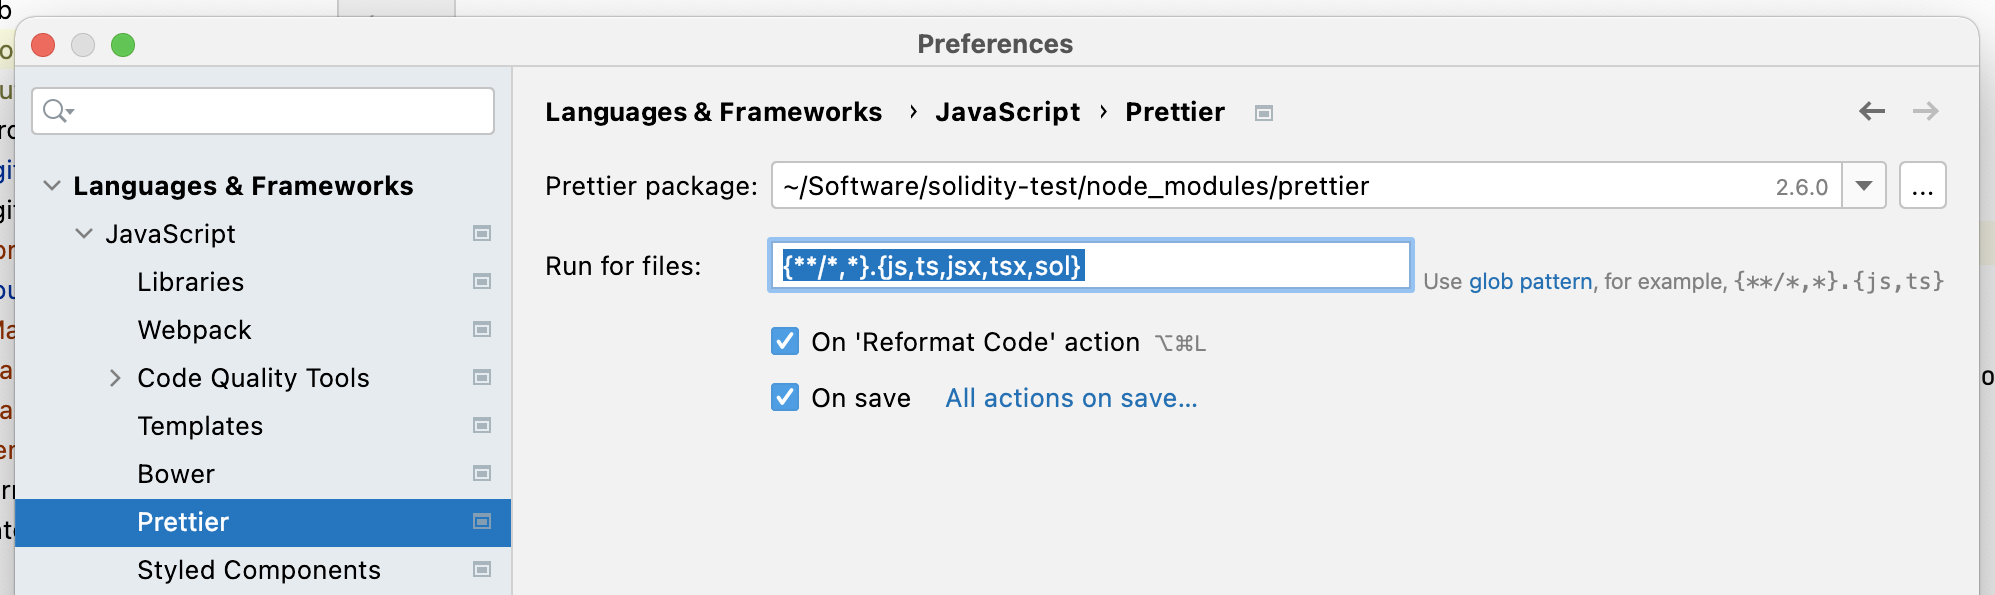 Preferences
Languages & Frameworks › JavaScript › Prettier
Languages & Frameworks
JavaScript
Libraries
Webpack
Code Quality Tools
Templates
Bower
Prettier
Styled Components
Prettier package: ~/Software/solidity-test/node_modules/prettier 2.6.0 ...
Run for files: {**/*,*}.{js,ts,jsx,tsx,sol}
Use glob pattern, for example, {**/*,*}.{js,ts}
On 'Reformat Code' action ⌥⌘L
On save All actions on save...